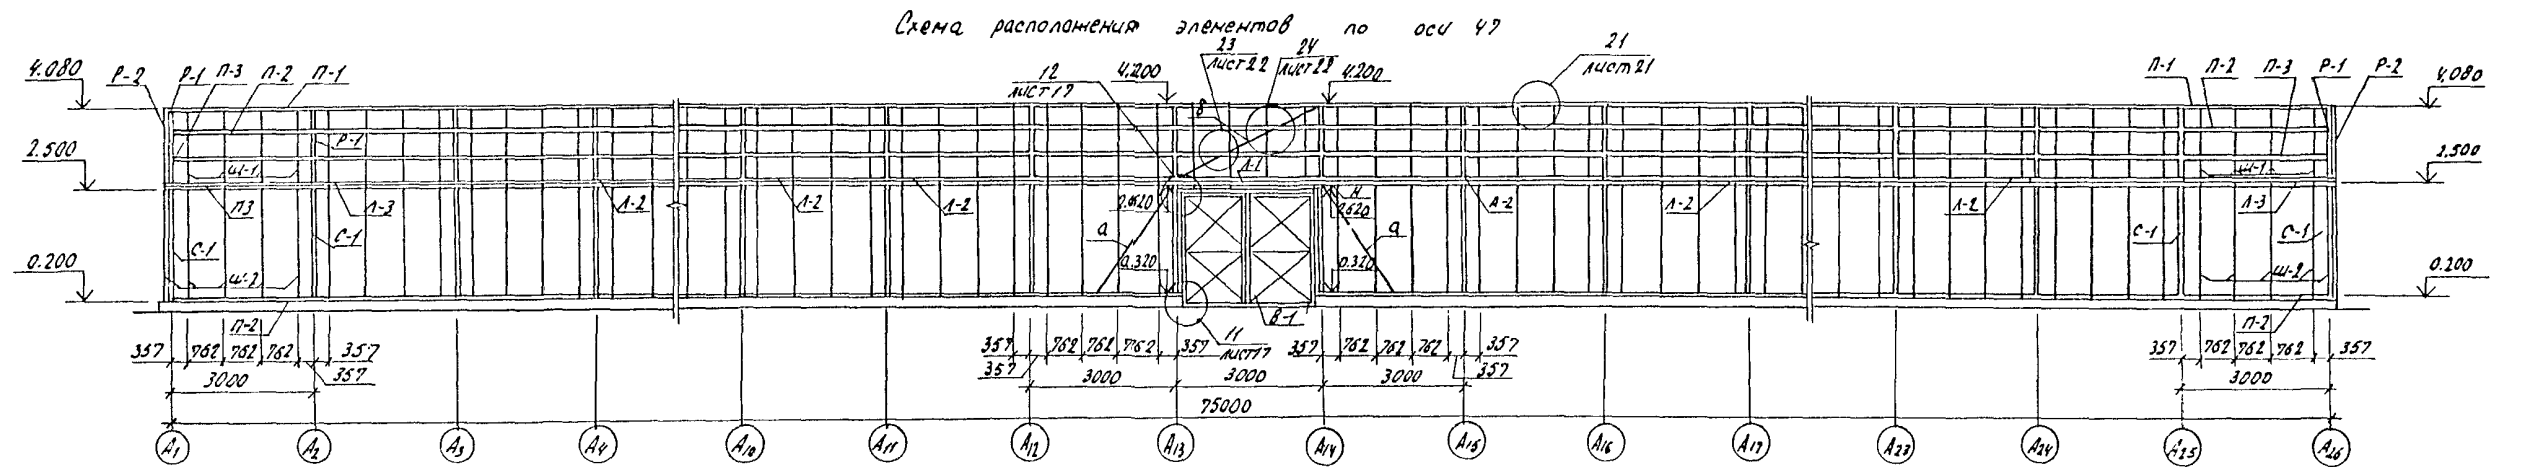 Схема расположения элементов по оси 47
23
лист 22
24
лист 22
21
лист 21
12
лист 17
4.200
4.200
4.080
Р-2
Р-1
П-3
П-2
П-1
П-1
П-2
П-3
Р-1
Р-2
4.080
В
Р-1
Л-1
2.500
2.500
Ш-1
Ш-1
П3
Л-3
Л-2
Л-2
Л-2
2.620
Н
2.620
Л-2
Л-2
Л-2
Л-3
С-1
С-1
а
а
С-1
С-1
0.200
Ш-2
0.320
0.320
Ш-2
0.200
П-2
В-1
П-2
11
лист 17
357 762 762 762 357
357
357 762 762 762 357
357
357 762 762 762 357
357
357 762 762 762 357
3000
3000
3000
3000
3000
75000
А1 А2 А3 А4 А10 А11 А12 А13 А14 А15 А16 А17 А23 А24 А25 А26